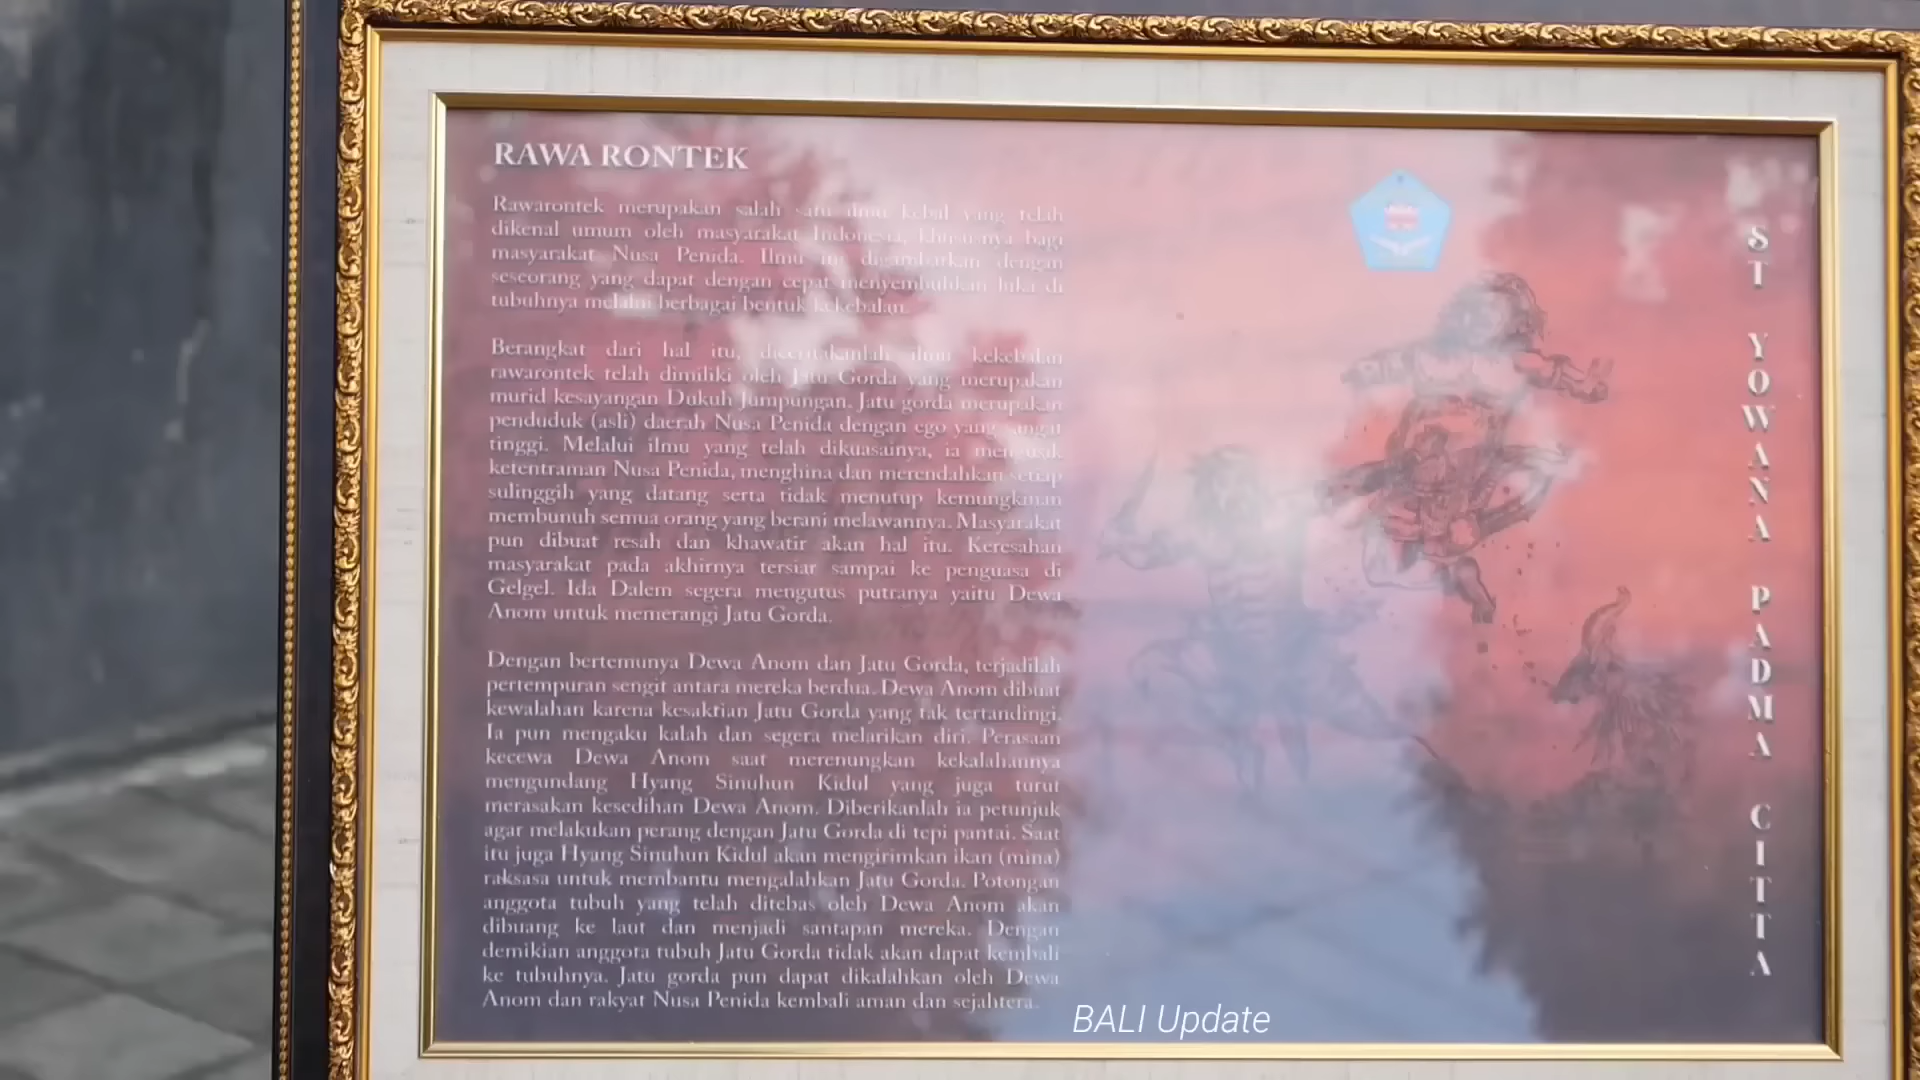 RAWA RONTEK
Rawarontek merupakan salah satu ilmu kebal yang telah
dikenal umum oleh masyarakat Indonesia, khususnya bagi
masyarakat Nusa Penida. Ilmu ini digambarkan dengan
seseorang yang dapat dengan cepat menyembuhkan luka di
tubuhnya melalui berbagai bentuk kekebalan.
Berangkat dari hal itu, diceritakanlah ilmu kekebalan
rawarontek telah dimiliki oleh Jatu Gorda yang merupakan
murid kesayangan Dukuh Jumpungan. Jatu gorda merupakan
penduduk (asli) daerah Nusa Penida dengan ego yang sangat
tinggi. Melalui ilmu yang telah dikuasainya, ia mengusik
ketentraman Nusa Penida, menghina dan merendahkan setiap
sulinggih yang datang serta tidak menutup kemungkinan
membunuh semua orang yang berani melawannya. Masyarakat
pun dibuat resah dan khawatir akan hal itu. Keresahan
masyarakat pada akhirnya tersiar sampai ke penguasa di
Gelgel. Ida Dalem segera mengutus putranya yaitu Dewa
Anom untuk memerangi Jatu Gorda.
Dengan bertemunya Dewa Anom dan Jatu Gorda, terjadilah
pertempuran sengit antara mereka berdua. Dewa Anom dibuat
kewalahan karena kesaktian Jatu Gorda yang tak tertandingi.
Ia pun mengaku kalah dan segera melarikan diri. Perasaan
kecewa Dewa Anom saat merenungkan kekalahannya
mengundang Hyang Sinuhun Kidul yang juga turut
merasakan kesedihan Dewa Anom. Diberikanlah ia petunjuk
agar melakukan perang dengan Jatu Gorda di tepi pantai. Saat
itu juga Hyang Sinuhun Kidul akan mengirimkan ikan (mina)
raksasa untuk membantu mengalahkan Jatu Gorda. Potongan
anggota tubuh yang telah ditebas oleh Dewa Anom akan
dibuang ke laut dan menjadi santapan mereka. Dengan
demikian anggota tubuh Jatu Gorda tidak akan dapat kembali
ke tubuhnya. Jatu gorda pun dapat dikalahkan oleh Dewa
Anom dan rakyat Nusa Penida kembali aman dan sejahtera.
ST YOWANA PADMA CITTA
BALI Update